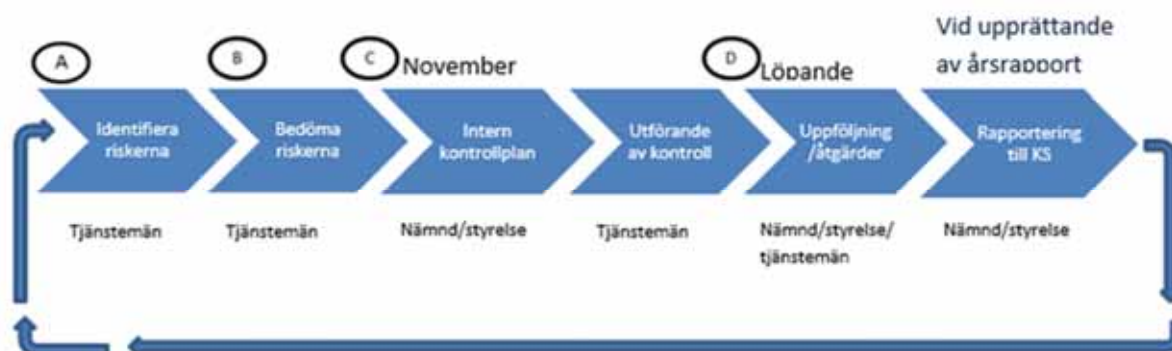 A
B
C
November
D
Löpande
Vid upprättande
av årsrapport
Identifiera
riskerna
Bedöma
riskerna
Intern
kontrollplan
Utförande
av kontroll
Uppföljning
/åtgärder
Rapportering
till KS
Tjänstemän
Tjänstemän
Nämnd/styrelse
Tjänstemän
Nämnd/styrelse/
tjänstemän
Nämnd/styrelse